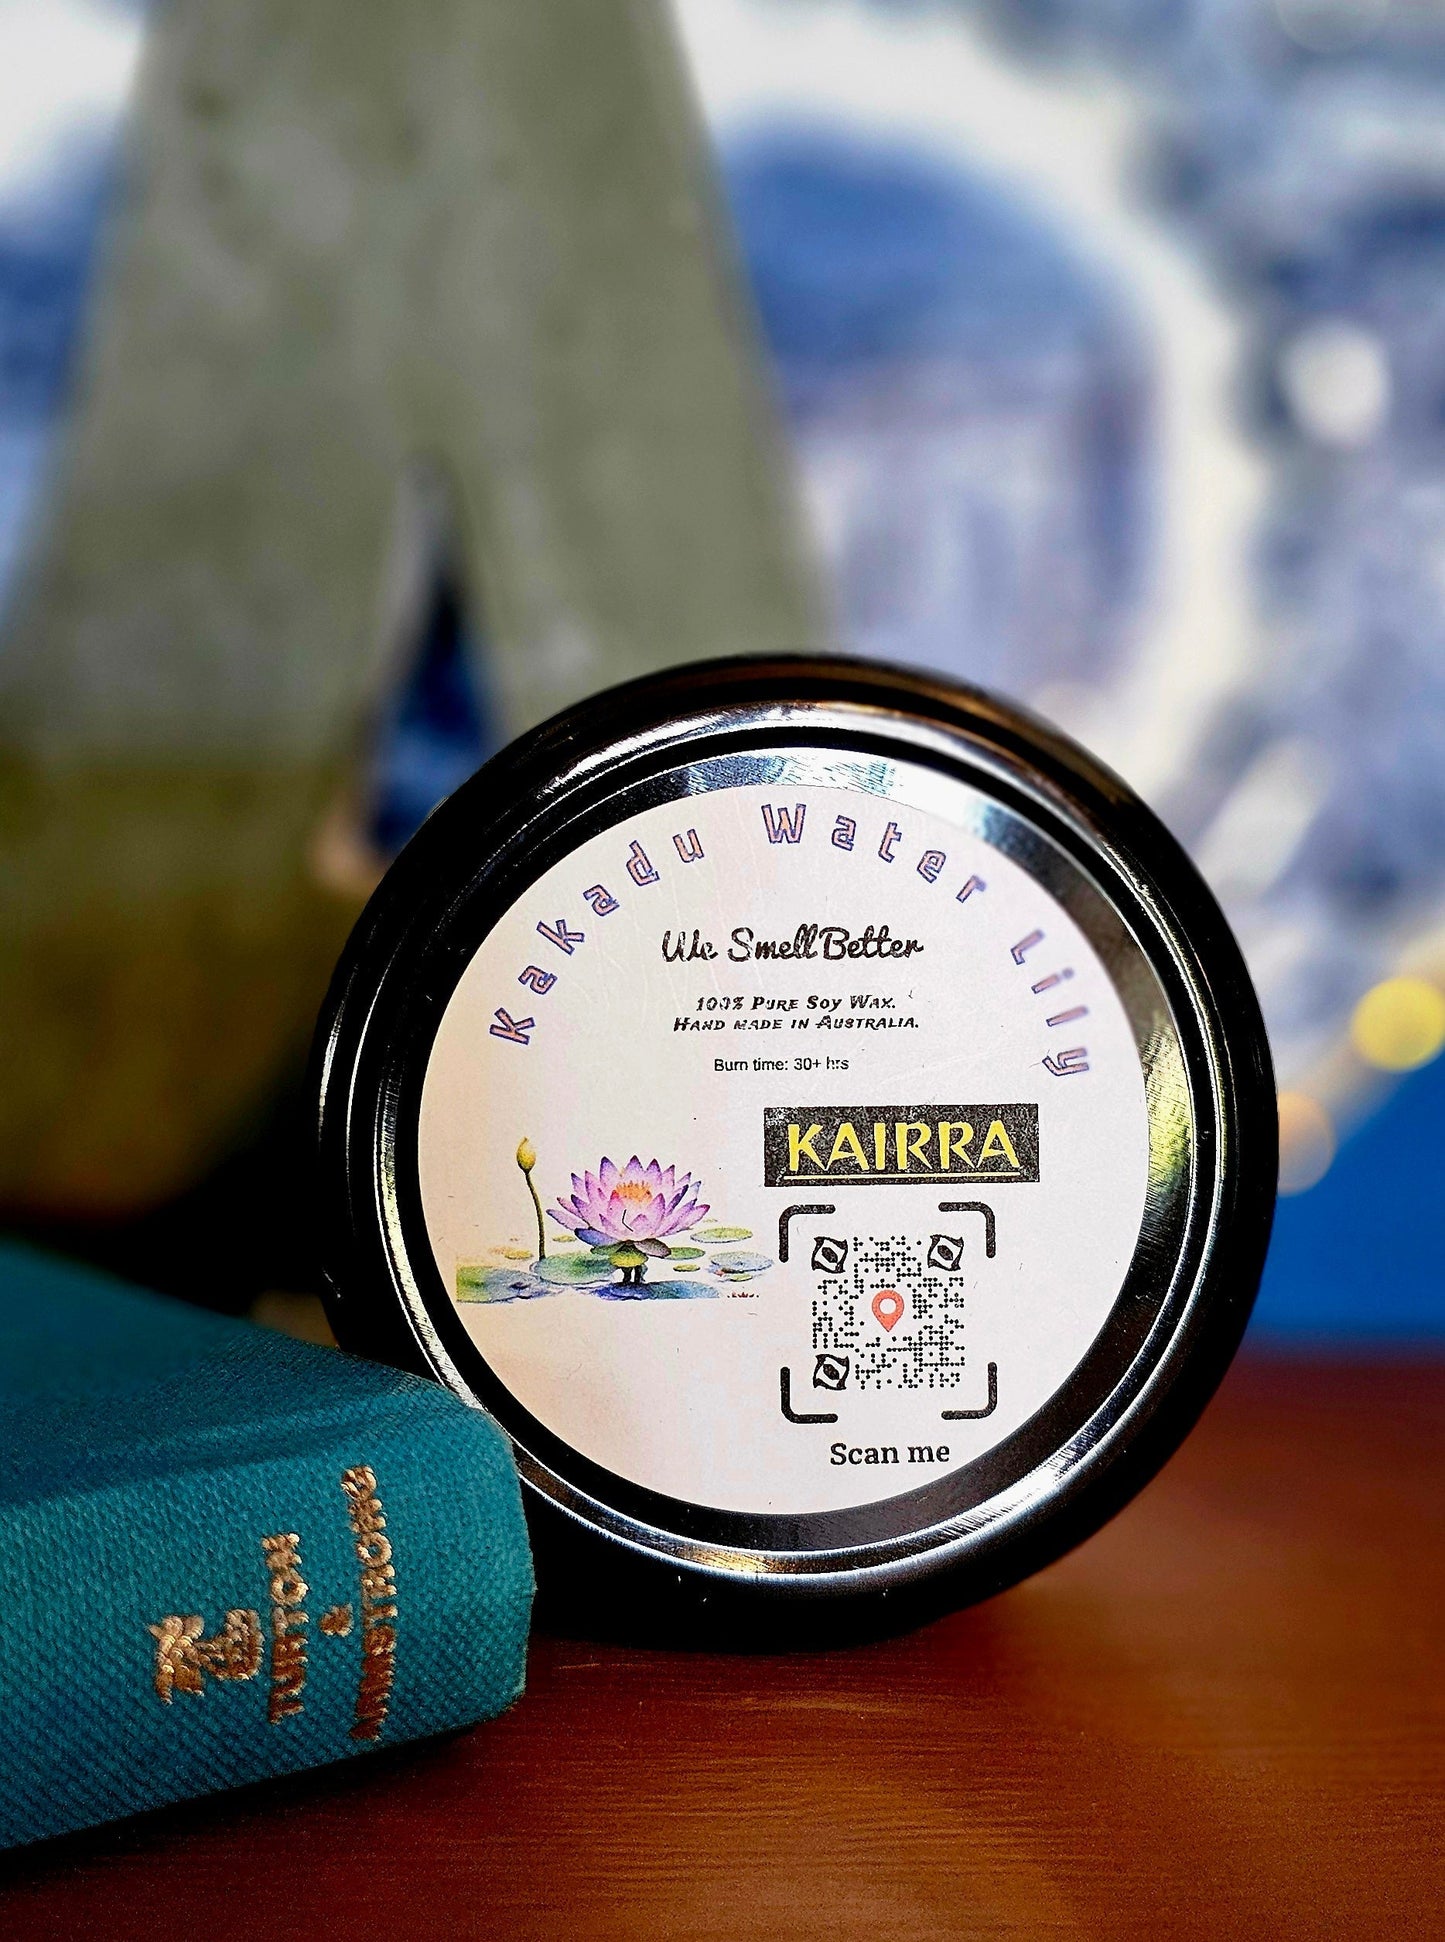 Kakadu Water Lily
We Smell Better
100% Pure Soy Wax.
Hand made in Australia.
Burn time: 30+ hrs
KAIRRA
Scan me
TURTON
&
ARMSTRONG